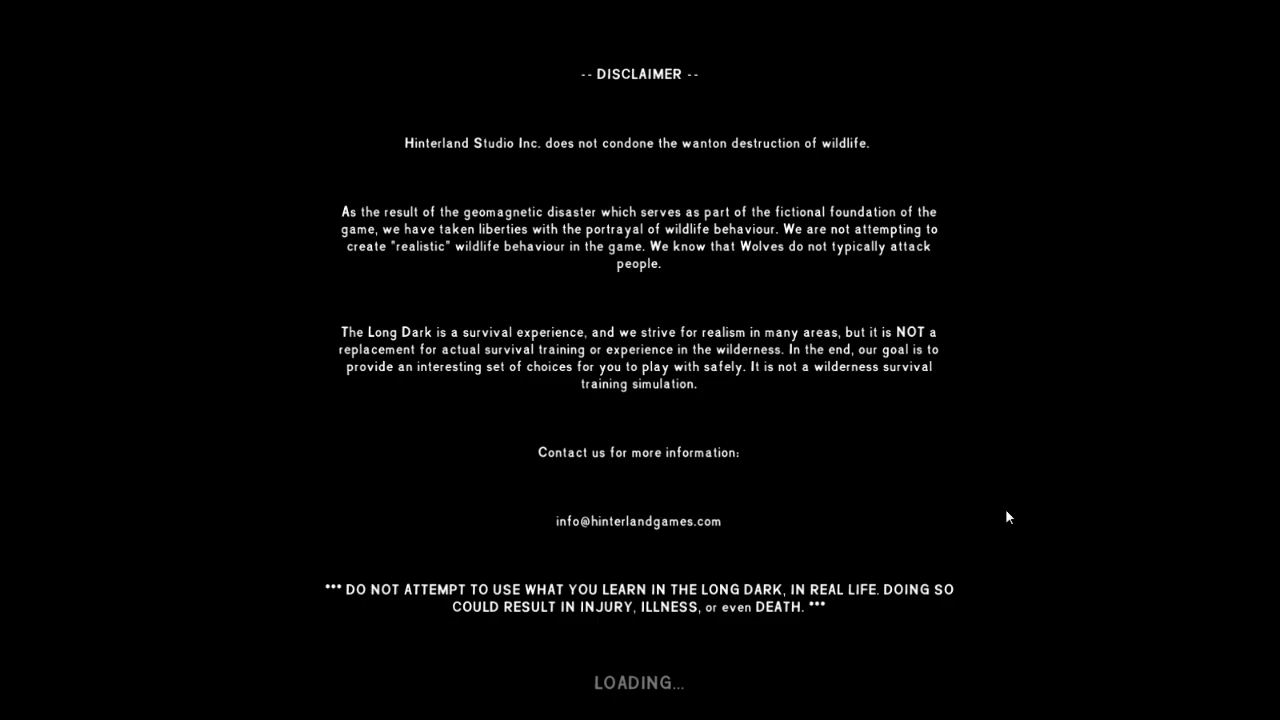 -- DISCLAIMER --
Hinterland Studio Inc. does not condone the wanton destruction of wildlife.
As the result of the geomagnetic disaster which serves as part of the fictional foundation of the
game, we have taken liberties with the portrayal of wildlife behaviour. We are not attempting to
create "realistic" wildlife behaviour in the game. We know that Wolves do not typically attack
people.
The Long Dark is a survival experience, and we strive for realism in many areas, but it is NOT a
replacement for actual survival training or experience in the wilderness. In the end, our goal is to
provide an interesting set of choices for you to play with safely. It is not a wilderness survival
training simulation.
Contact us for more information:
info@hinterlandgames.com
*** DO NOT ATTEMPT TO USE WHAT YOU LEARN IN THE LONG DARK, IN REAL LIFE. DOING SO
COULD RESULT IN INJURY, ILLNESS, or even DEATH. ***
LOADING...